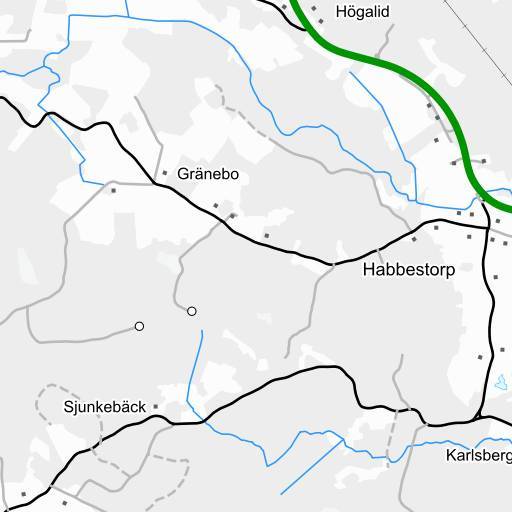 Högalid
Gränebo
Habbestorp
Sjunkebäck
Karlsberg